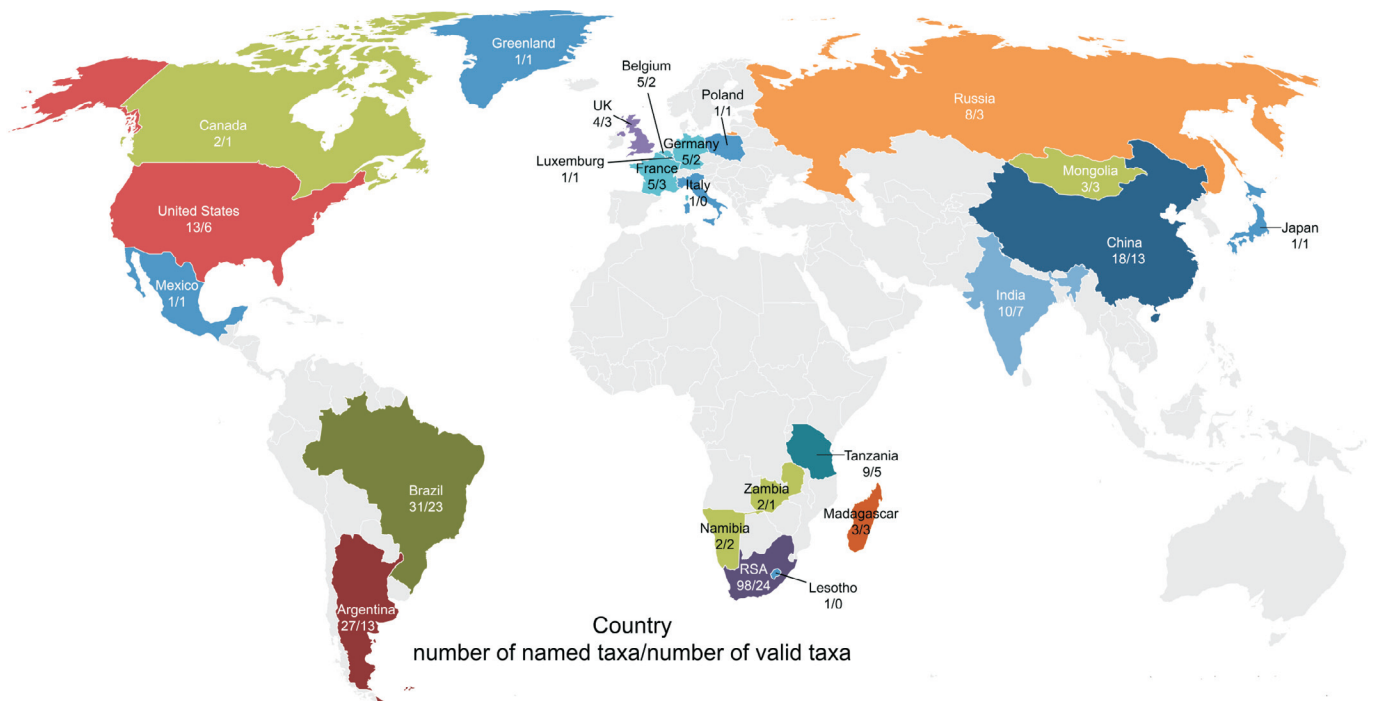 Greenland
1/1
Belgium
5/2
Poland
1/1
UK
4/3
Russia
8/3
Canada
2/1
Germany
5/2
Luxemburg
1/1
France
5/3
Italy
1/0
Mongolia
3/3
United States
13/6
Japan
1/1
China
18/13
Mexico
1/1
India
10/7
Tanzania
9/5
Brazil
31/23
Zambia
2/1
Madagascar
3/3
Namibia
2/2
RSA
98/24
Lesotho
1/0
Argentina
27/13
Country
number of named taxa/number of valid taxa